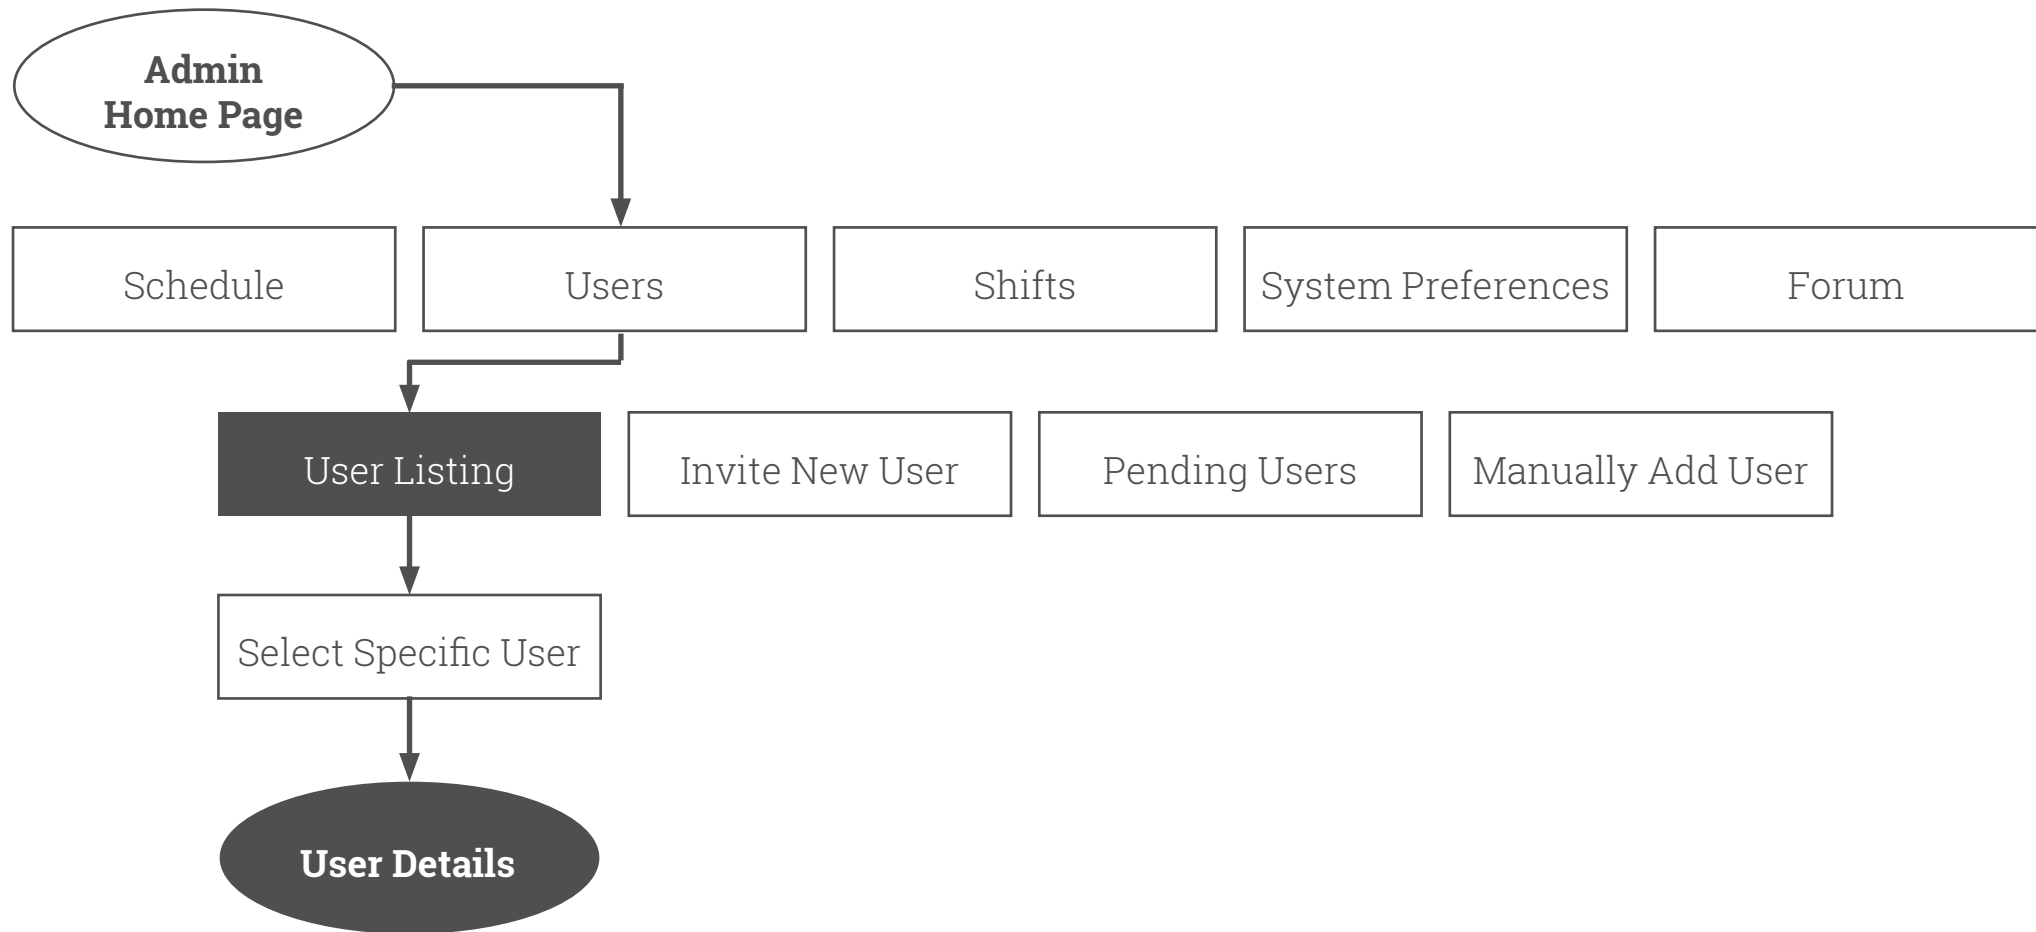 Admin
Home Page
Schedule
Users
Shifts
System Preferences
Forum
User Listing
Invite New User
Pending Users
Manually Add User
Select Specific User
User Details